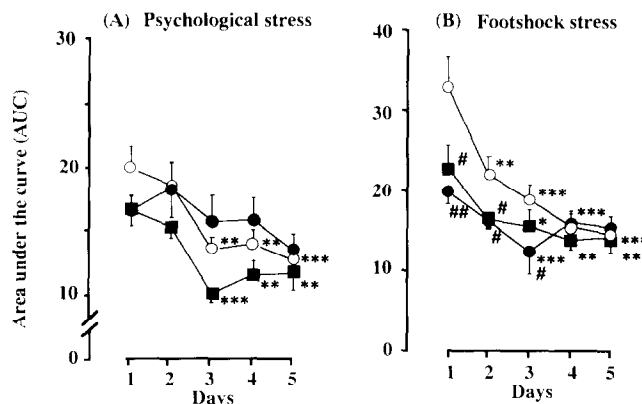 (A) Psychological stress
(B) Footshock stress
Area under the curve (AUC)
30
20
10
0
** ** ***
*** ** **
1 2 3 4 5
Days
40
30
20
10
0
#
**
***
##
#
#
*
***
***
#
**
***
**
1 2 3 4 5
Days